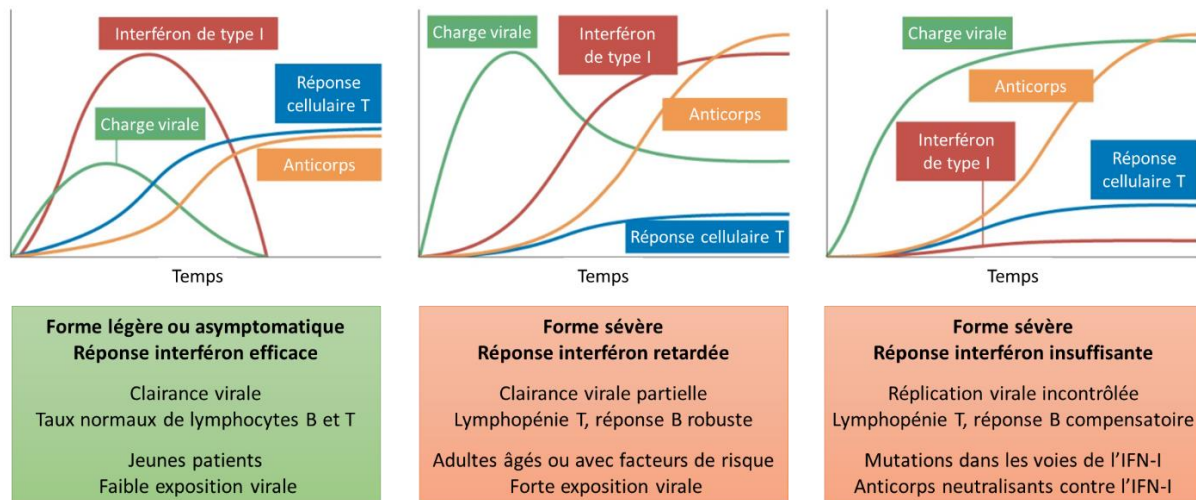 Interféron de type I
Réponse
cellulaire T
Charge virale
Anticorps
Temps
Forme légère ou asymptomatique
Réponse interféron efficace
Clairance virale
Taux normaux de lymphocytes B et T
Jeunes patients
Faible exposition virale
Charge virale
Interféron
de type I
Anticorps
Réponse cellulaire T
Temps
Forme sévère
Réponse interféron retardée
Clairance virale partielle
Lymphopénie T, réponse B robuste
Adultes âgés ou avec facteurs de risque
Forte exposition virale
Charge virale
Anticorps
Interféron
de type I
Réponse
cellulaire T
Temps
Forme sévère
Réponse interféron insuffisante
Réplication virale incontrôlée
Lymphopénie T, réponse B compensatoire
Mutations dans les voies de l'IFN-I
Anticorps neutralisants contre l'IFN-I